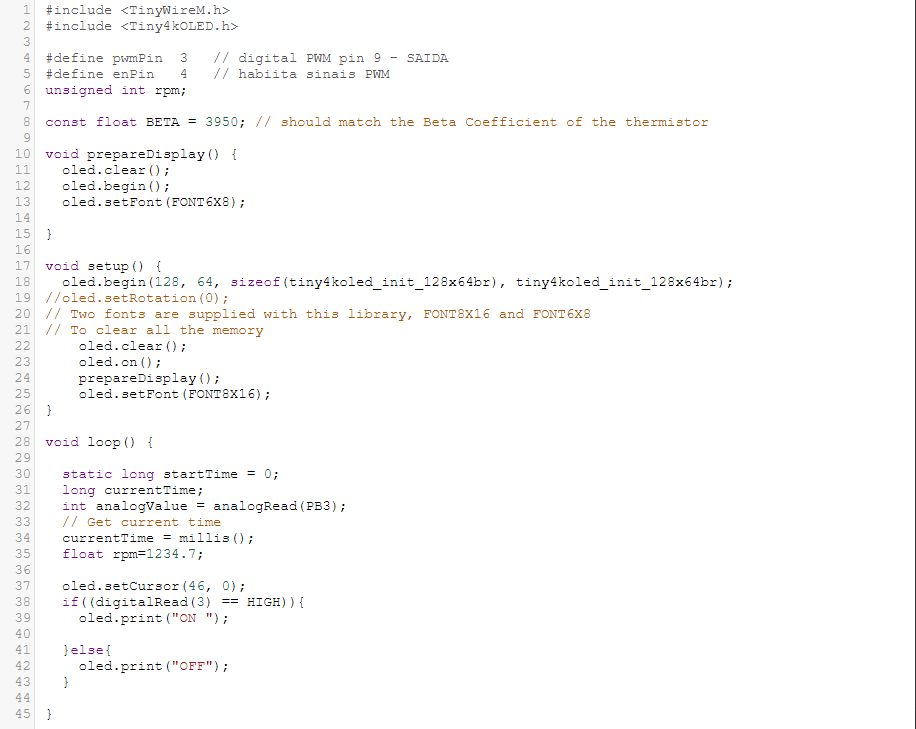 1 #include <TinyWireM.h>
2 #include <Tiny4kOLED.h>
3
4 #define pwmPin  3   // digital PWM pin 9 - SAIDA
5 #define enPin   4   // habiita sinais PWM
6 unsigned int rpm;
7
8 const float BETA = 3950; // should match the Beta Coefficient of the thermistor
9
10 void prepareDisplay() {
11   oled.clear();
12   oled.begin();
13   oled.setFont(FONT6X8);
14
15 }
16
17 void setup() {
18   oled.begin(128, 64, sizeof(tiny4koled_init_128x64br), tiny4koled_init_128x64br);
19 //oled.setRotation(0);
20 // Two fonts are supplied with this library, FONT8X16 and FONT6X8
21 // To clear all the memory
22     oled.clear();
23     oled.on();
24     prepareDisplay();
25     oled.setFont(FONT8X16);
26 }
27
28 void loop() {
29
30   static long startTime = 0;
31   long currentTime;
32   int analogValue = analogRead(PB3);
33   // Get current time
34   currentTime = millis();
35   float rpm=1234.7;
36
37   oled.setCursor(46, 0);
38   if((digitalRead(3) == HIGH)){
39     oled.print("ON ");
40
41   }else{
42     oled.print("OFF");
43   }
44
45 }